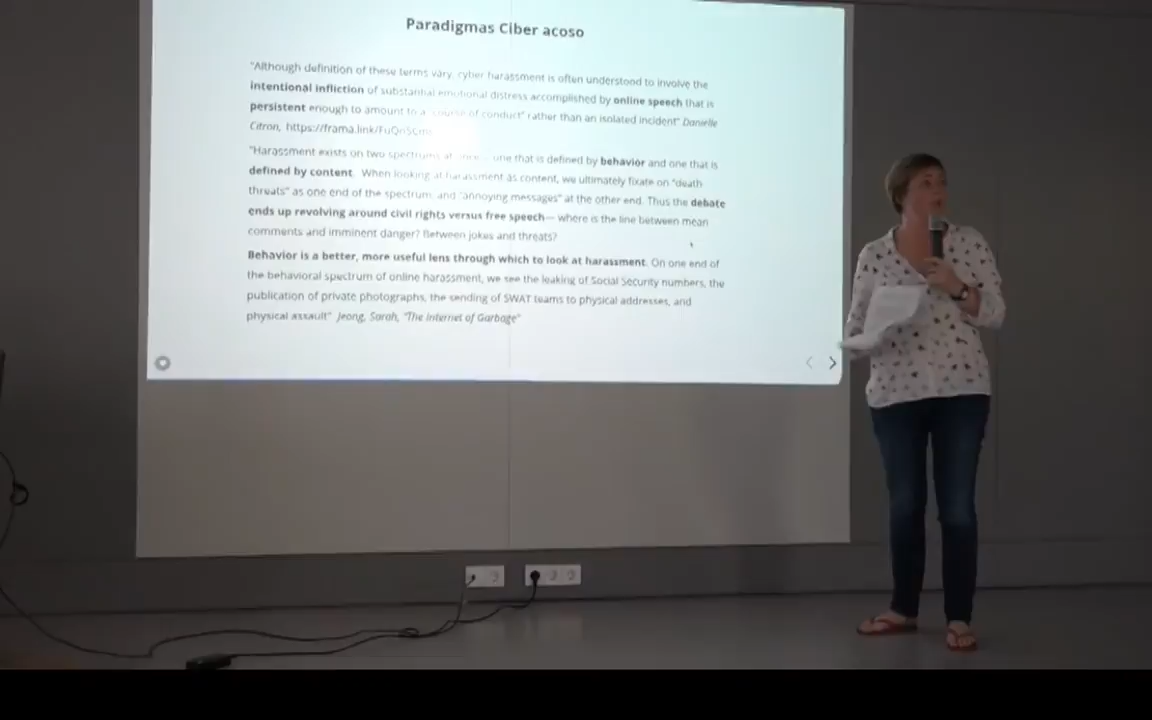 Paradigmas Ciber acoso
"Although definition of these terms vary, cyber harassment is often understood to involve the
intentional infliction of substantial emotional distress accomplished by online speech that is
persistent enough to amount to a "course of conduct" rather than an isolated incident" Danielle
Citron, https://frama.link/
"Harassment exists on two spectrums at once – one that is defined by behavior and one that is
defined by content. When looking at harassment as content, we ultimately fixate on "death
threats" as one end of the spectrum, and "annoying messages" at the other end. Thus the debate
ends up revolving around civil rights versus free speech— where is the line between mean
comments and imminent danger? Between jokes and threats?
Behavior is a better, more useful lens through which to look at harassment. On one end of
the behavioral spectrum of online harassment, we see the leaking of Social Security numbers, the
publication of private photographs, the sending of SWAT teams to physical addresses, and
physical assault" Jeong, Sarah, "The Internet of Garbage"